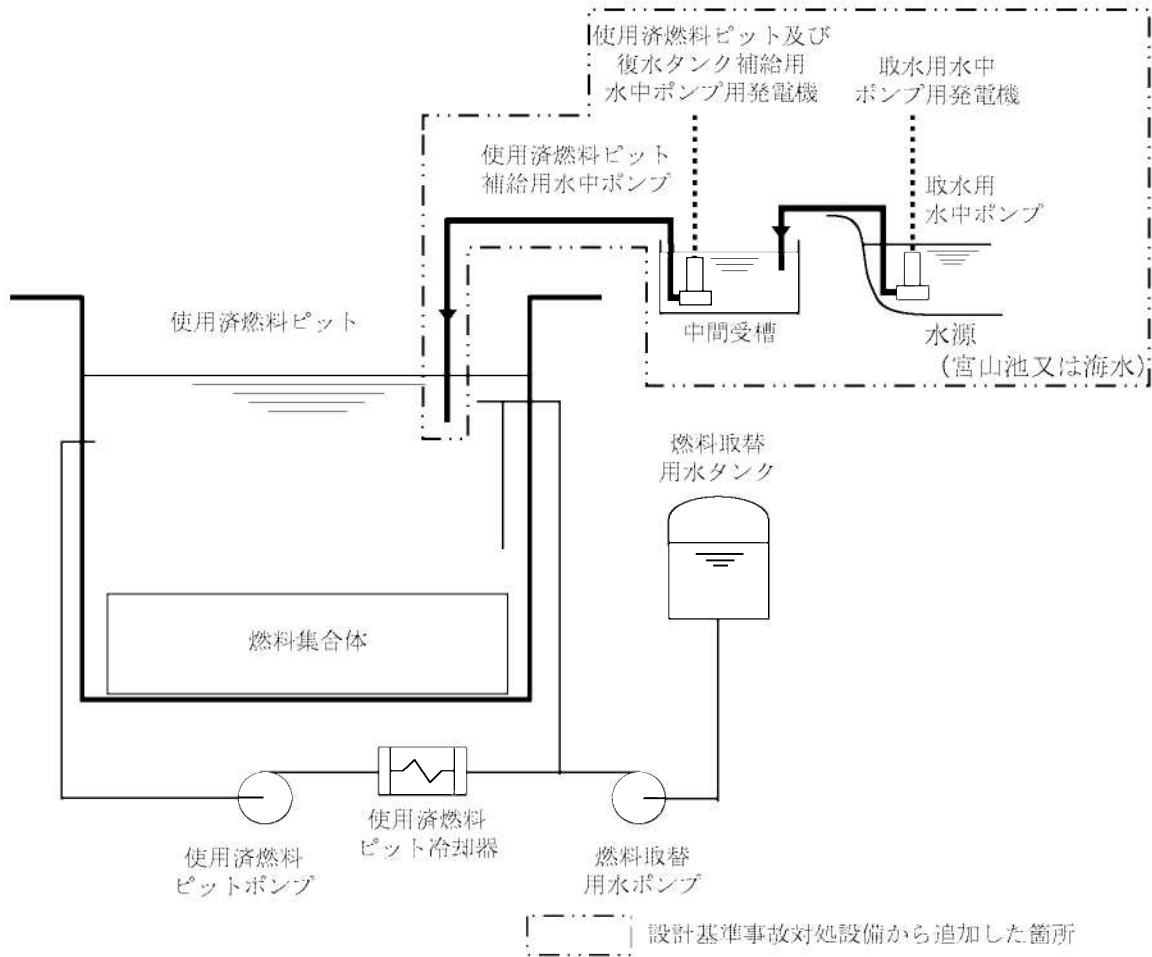 使用済燃料ピット及び
復水タンク補給用
水中ポンプ用発電機
取水用水中
ポンプ用発電機
使用済燃料ピット
補給用水中ポンプ
取水用
水中ポンプ
使用済燃料ピット
中間受槽
水源
(宮山池又は海水)
燃料取替
用水タンク
燃料集合体
使用済燃料
ピット冷却器
使用済燃料
ピットポンプ
燃料取替
用水ポンプ
設計基準事故対処設備から追加した箇所